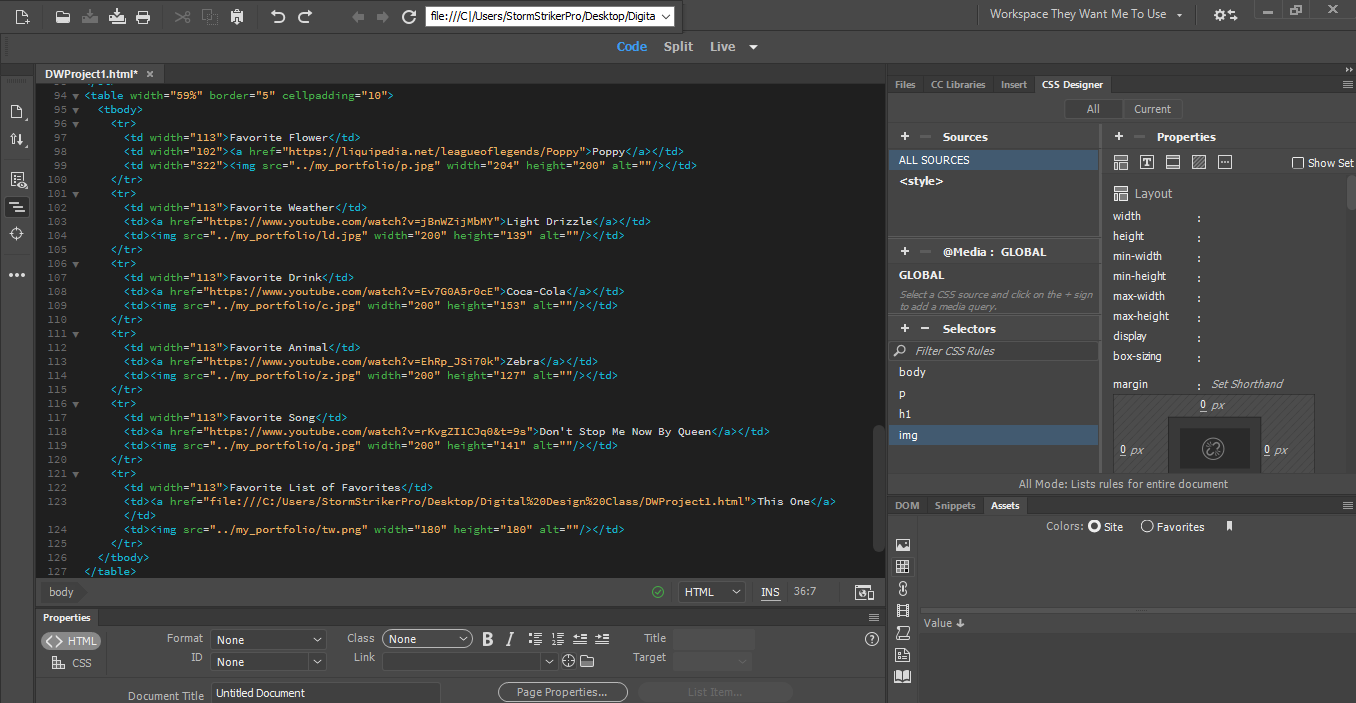 file:///C|/Users/StormStrikerPro/Desktop/Digita
Workspace They Want Me To Use
Code Split Live
DWProject1.html*
94 <table width="59%" border="5" cellpadding="10">
95 <tbody>
96 <tr>
97 <td width="113">Favorite Flower</td>
98 <td width="102"><a href="https://liquipedia.net/leagueoflegends/Poppy">Poppy</a></td>
99 <td width="322"><img src="../my_portfolio/p.jpg" width="204" height="200" alt=""/></td>
100 </tr>
101 <tr>
102 <td width="113">Favorite Weather</td>
103 <td><a href="https://www.youtube.com/watch?v=jBnWZijMbMY">Light Drizzle</a></td>
104 <td><img src="../my_portfolio/ld.jpg" width="200" height="139" alt=""/></td>
105 </tr>
106 <tr>
107 <td width="113">Favorite Drink</td>
108 <td><a href="https://www.youtube.com/watch?v=Ev7G0A5r0cE">Coca-Cola</a></td>
109 <td><img src="../my_portfolio/c.jpg" width="200" height="153" alt=""/></td>
110 </tr>
111 <tr>
112 <td width="113">Favorite Animal</td>
113 <td><a href="https://www.youtube.com/watch?v=EhRp_JSi70k">Zebra</a></td>
114 <td><img src="../my_portfolio/z.jpg" width="200" height="127" alt=""/></td>
115 </tr>
116 <tr>
117 <td width="113">Favorite Song</td>
118 <td><a href="https://www.youtube.com/watch?v=rKvgZI1CJq0&t=9s">Don't Stop Me Now By Queen</a></td>
119 <td><img src="../my_portfolio/q.jpg" width="200" height="141" alt=""/></td>
120 </tr>
121 <tr>
122 <td width="113">Favorite List of Favorites</td>
123 <td><a href="file:///C:/Users/StormStrikerPro/Desktop/Digital%20Design%20Class/DWProject1.html">This One</a>
</td>
124 <td><img src="../my_portfolio/tw.png" width="180" height="180" alt=""/></td>
125 </tr>
126 </tbody>
127 </table>
body
HTML INS 36:7
Properties
HTML
CSS
Format None
ID None
Class None
Link
Title
Target
Document Title Untitled Document
Page Properties...
List Item...
Files CC Libraries Insert CSS Designer
All Current
Sources
ALL SOURCES
<style>
@Media : GLOBAL
GLOBAL
Select a CSS source and click on the + sign
to add a media query.
Selectors
Filter CSS Rules
body
p
h1
img
Properties
Show Set
Layout
width :
height :
min-width :
min-height :
max-width :
max-height :
display :
box-sizing :
margin : Set Shorthand
0 px
0 px 0 px
All Mode: Lists rules for entire document
DOM Snippets Assets
Colors: Site Favorites
Value